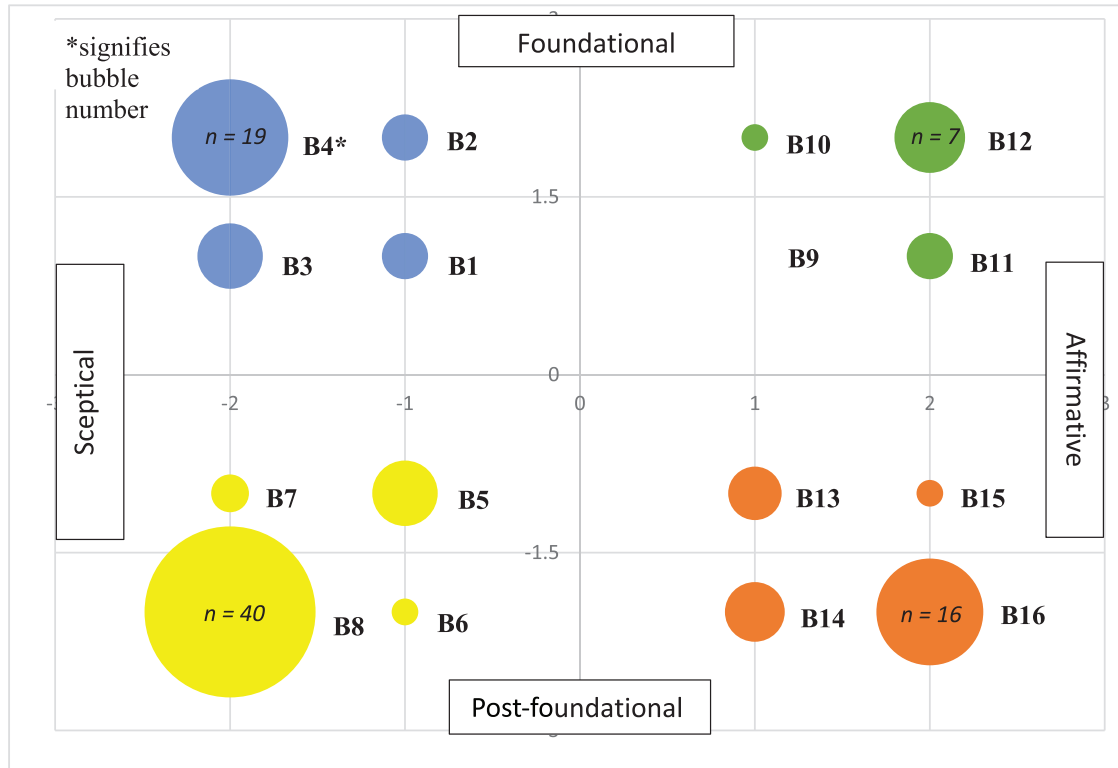 *signifies
bubble
number
Foundational
n = 19
B4*
B2
B10
n = 7
B12
1.5
B3
B1
B9
B11
Sceptical
Affirmative
0
-2
-1
0
1
2
B7
B5
B13
B15
-1.5
n = 40
B8
B6
B14
n = 16
B16
Post-foundational